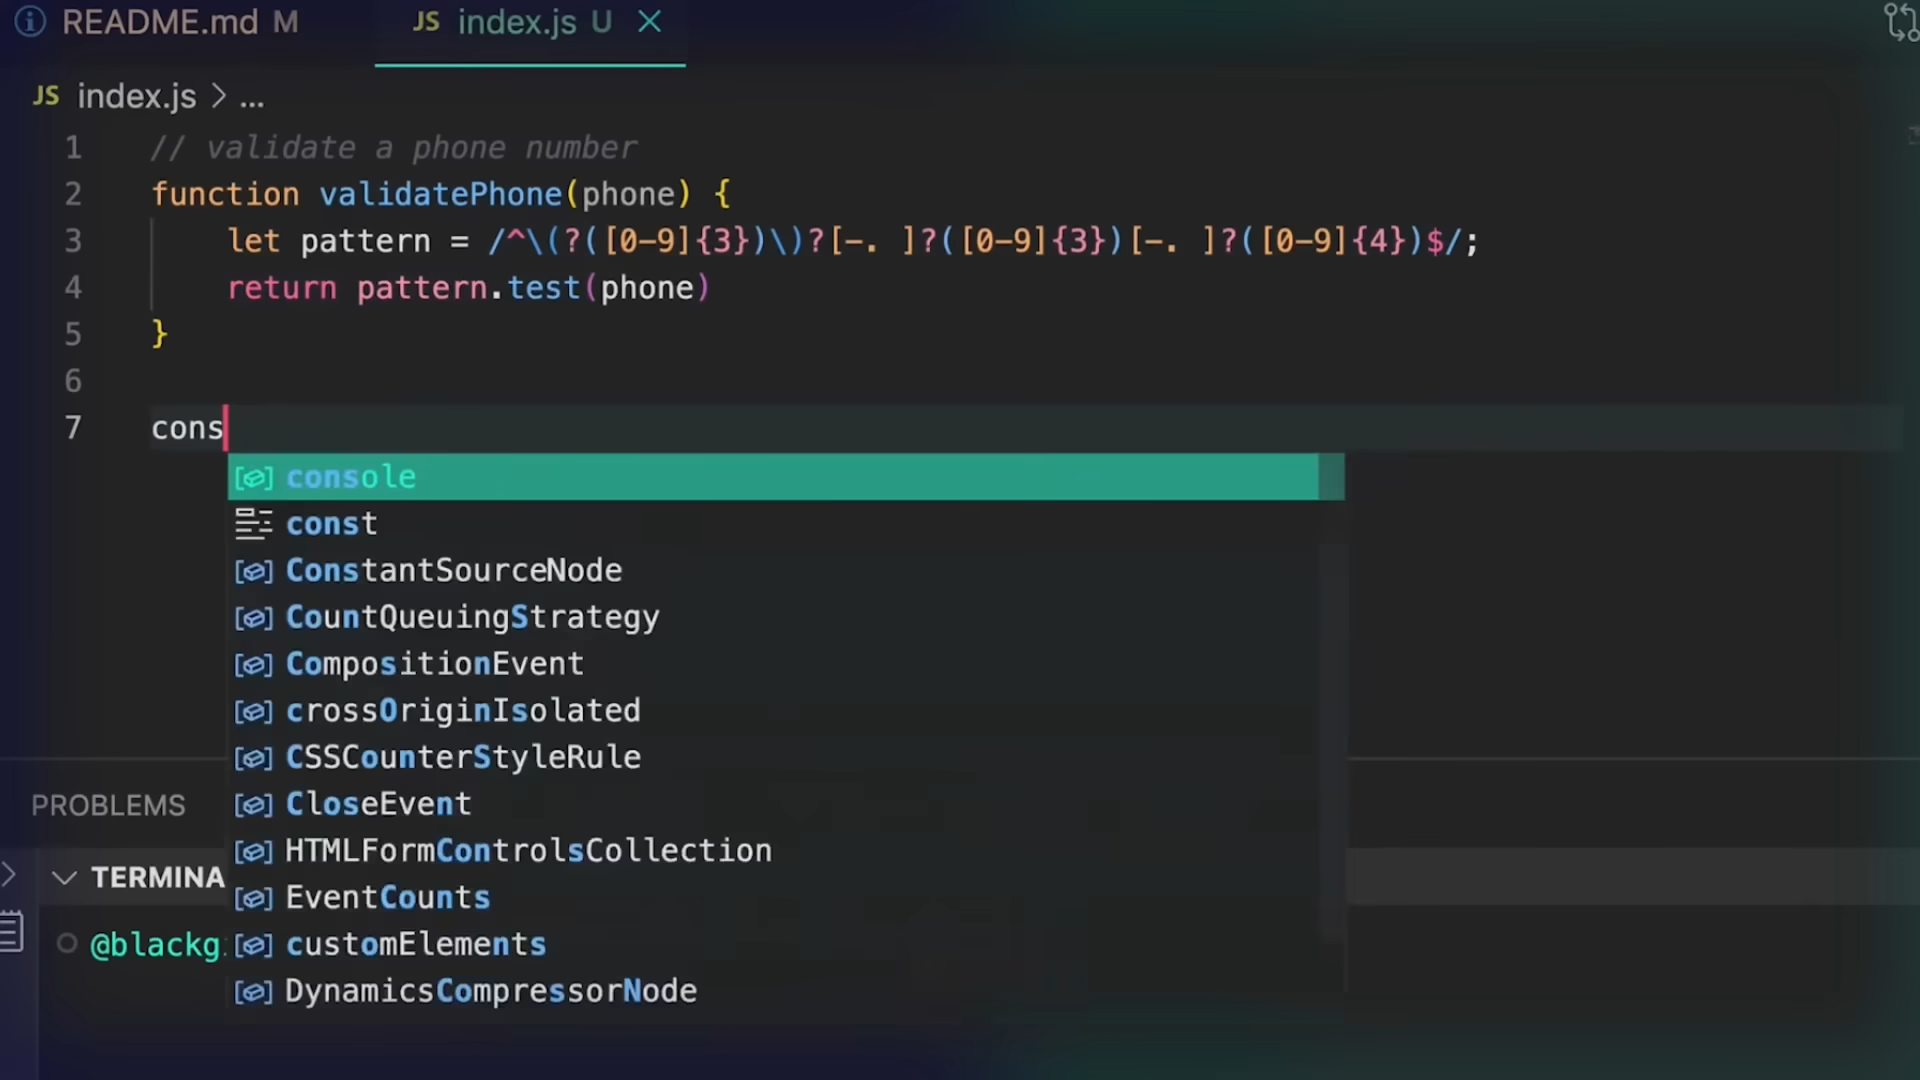 README.md M
JS index.js U
JS index.js > ...
1 // validate a phone number
2 function validatePhone(phone) {
3 let pattern = /^\(?([0-9]{3})\)?[-. ]?([0-9]{3})[-. ]?([0-9]{4})$/;
4 return pattern.test(phone)
5 }
6
7 cons
console
const
ConstantSourceNode
CountQueuingStrategy
CompositionEvent
crossOriginIsolated
CSSCounterStyleRule
PROBLEMS
CloseEvent
HTMLFormControlsCollection
TERMINA
EventCounts
@blackg
customElements
DynamicsCompressorNode